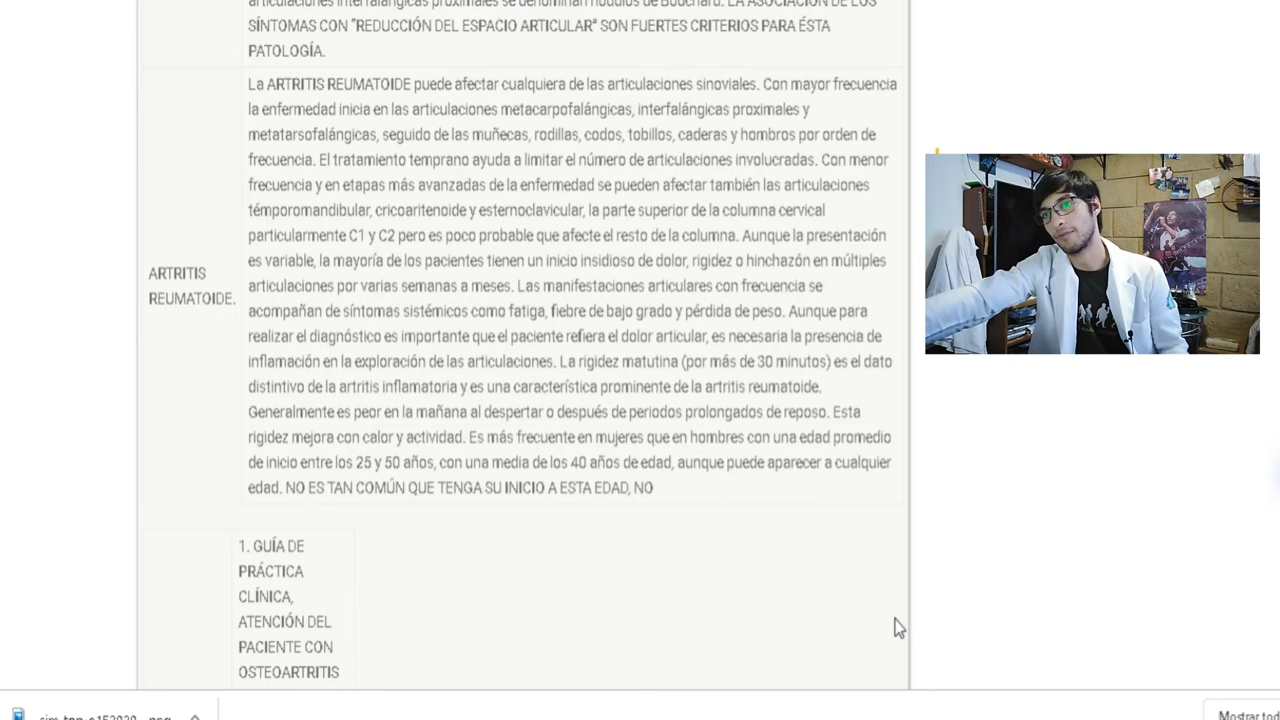 articulaciones interfalángicas proximales se denominan nódulos de Bouchard. LA ASOCIACIÓN DE LOS
SÍNTOMAS CON "REDUCCIÓN DEL ESPACIO ARTICULAR" SON FUERTES CRITERIOS PARA ÉSTA
PATOLOGÍA.
ARTRITIS
REUMATOIDE.
La ARTRITIS REUMATOIDE puede afectar cualquiera de las articulaciones sinoviales. Con mayor frecuencia
la enfermedad inicia en las articulaciones metacarpofalángicas, interfalángicas proximales y
metatarsofalángicas, seguido de las muñecas, rodillas, codos, tobillos, caderas y hombros por orden de
frecuencia. El tratamiento temprano ayuda a limitar el número de articulaciones involucradas. Con menor
frecuencia y en etapas más avanzadas de la enfermedad se pueden afectar también las articulaciones
témporomandibular, cricoaritenoide y esternoclavicular, la parte superior de la columna cervical
particularmente C1 y C2 pero es poco probable que afecte el resto de la columna. Aunque la presentación
es variable, la mayoría de los pacientes tienen un inicio insidioso de dolor, rigidez o hinchazón en múltiples
articulaciones por varias semanas a meses. Las manifestaciones articulares con frecuencia se
acompañan de síntomas sistémicos como fatiga, fiebre de bajo grado y pérdida de peso. Aunque para
realizar el diagnóstico es importante que el paciente refiera el dolor articular, es necesaria la presencia de
inflamación en la exploración de las articulaciones. La rigidez matutina (por más de 30 minutos) es el dato
distintivo de la artritis inflamatoria y es una característica prominente de la artritis reumatoide.
Generalmente es peor en la mañana al despertar o después de periodos prolongados de reposo. Esta
rigidez mejora con calor y actividad. Es más frecuente en mujeres que en hombres con una edad promedio
de inicio entre los 25 y 50 años, con una media de los 40 años de edad, aunque puede aparecer a cualquier
edad. NO ES TAN COMÚN QUE TENGA SU INICIO A ESTA EDAD, NO
1. GUÍA DE
PRÁCTICA
CLÍNICA,
ATENCIÓN DEL
PACIENTE CON
OSTEOARTRITIS
Mostrar tod